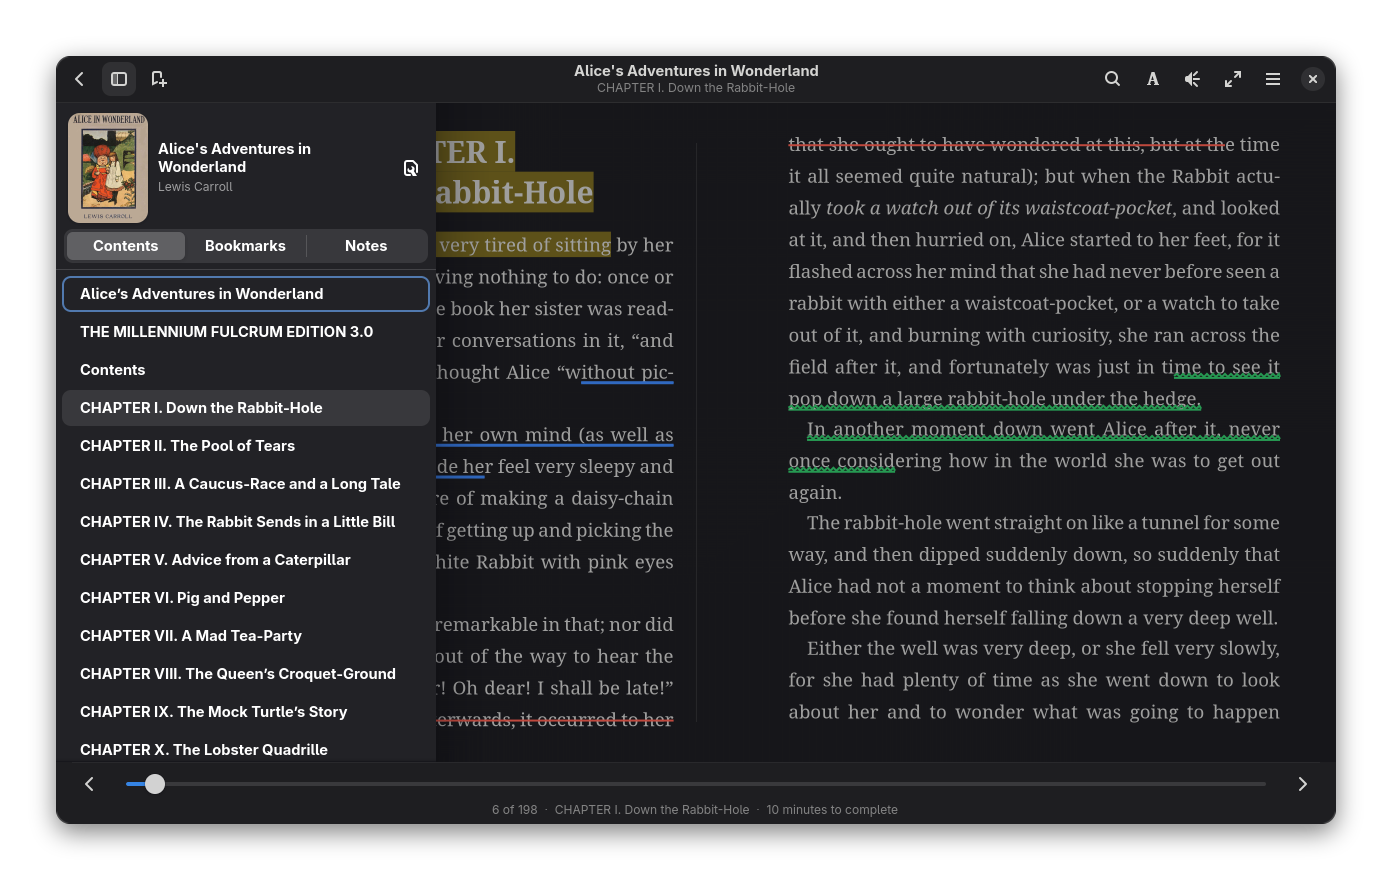 Alice's Adventures in Wonderland
CHAPTER I. Down the Rabbit-Hole
A
ALICE IN WONDERLAND
LEWIS CARROLL
Alice's Adventures in
Wonderland
Lewis Carroll
Contents
Bookmarks
Notes
Alice’s Adventures in Wonderland
THE MILLENNIUM FULCRUM EDITION 3.0
Contents
CHAPTER I. Down the Rabbit-Hole
CHAPTER II. The Pool of Tears
CHAPTER III. A Caucus-Race and a Long Tale
CHAPTER IV. The Rabbit Sends in a Little Bill
CHAPTER V. Advice from a Caterpillar
CHAPTER VI. Pig and Pepper
CHAPTER VII. A Mad Tea-Party
CHAPTER VIII. The Queen’s Croquet-Ground
CHAPTER IX. The Mock Turtle’s Story
CHAPTER X. The Lobster Quadrille
TER I.
abbit-Hole
very tired of sitting by her
ving nothing to do: once or
e book her sister was read-
r conversations in it, “and
hought Alice “without pic-
her own mind (as well as
de her feel very sleepy and
re of making a daisy-chain
f getting up and picking the
hite Rabbit with pink eyes
remarkable in that; nor did
out of the way to hear the
r! Oh dear! I shall be late!”
erwards, it occurred to her
that she ought to have wondered at this, but at the time
it all seemed quite natural); but when the Rabbit actu-
ally took a watch out of its waistcoat-pocket, and looked
at it, and then hurried on, Alice started to her feet, for it
flashed across her mind that she had never before seen a
rabbit with either a waistcoat-pocket, or a watch to take
out of it, and burning with curiosity, she ran across the
field after it, and fortunately was just in time to see it
pop down a large rabbit-hole under the hedge.
In another moment down went Alice after it, never
once considering how in the world she was to get out
again.
The rabbit-hole went straight on like a tunnel for some
way, and then dipped suddenly down, so suddenly that
Alice had not a moment to think about stopping herself
before she found herself falling down a very deep well.
Either the well was very deep, or she fell very slowly,
for she had plenty of time as she went down to look
about her and to wonder what was going to happen
6 of 198 · CHAPTER I. Down the Rabbit-Hole · 10 minutes to complete